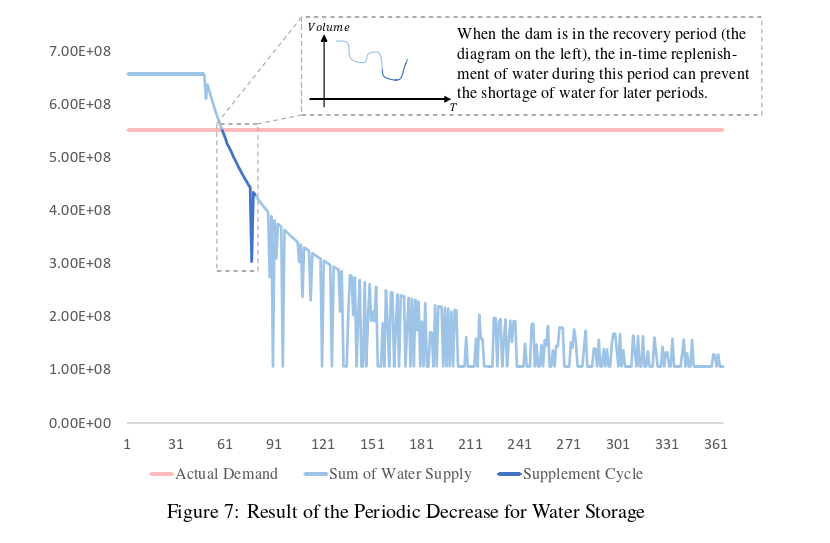 Volume
T
When the dam is in the recovery period (the
diagram on the left), the in-time replenish-
ment of water during this period can prevent
the shortage of water for later periods.
7.00E+08
6.00E+08
5.00E+08
4.00E+08
3.00E+08
2.00E+08
1.00E+08
0.00E+00
1 31 61 91 121 151 181 211 241 271 301 331 361
Actual Demand Sum of Water Supply Supplement Cycle
Figure 7: Result of the Periodic Decrease for Water Storage